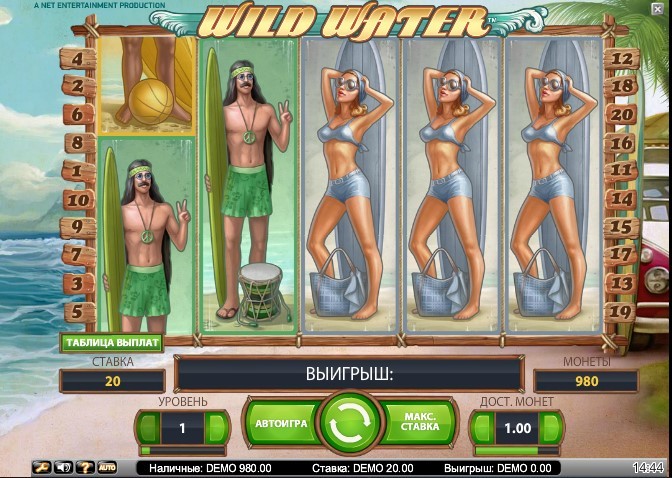 A NET ENTERTAINMENT PRODUCTION
WILD WATER™
4 12
2 18
6 20
8 16
1 11
10 14
9 15
7 17
3 13
5 19
ТАБЛИЦА ВЫПЛАТ
СТАВКА
20
ВЫИГРЫШ:
МОНЕТЫ
980
УРОВЕНЬ
1
АВТОИГРА
МАКС.
СТАВКА
ДОСТ. МОНЕТ
1.00
? AUTO Наличные: DEMO 980.00 Ставка: DEMO 20.00 Выигрыш: DEMO 0.00 14:44